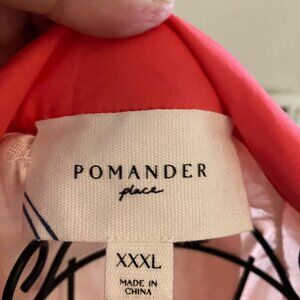 POMANDER
place
XXXL
MADE IN
CHINA